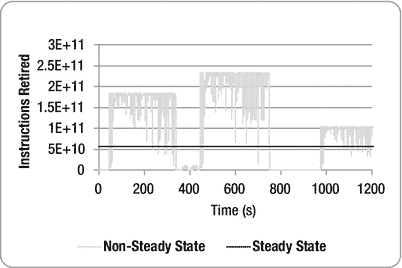 Instructions Retired
3E+11
2.5E+11
2E+11
1.5E+11
1E+11
5E+10
0
0 200 400 600 800 1000 1200
Time (s)
Non-Steady State Steady State